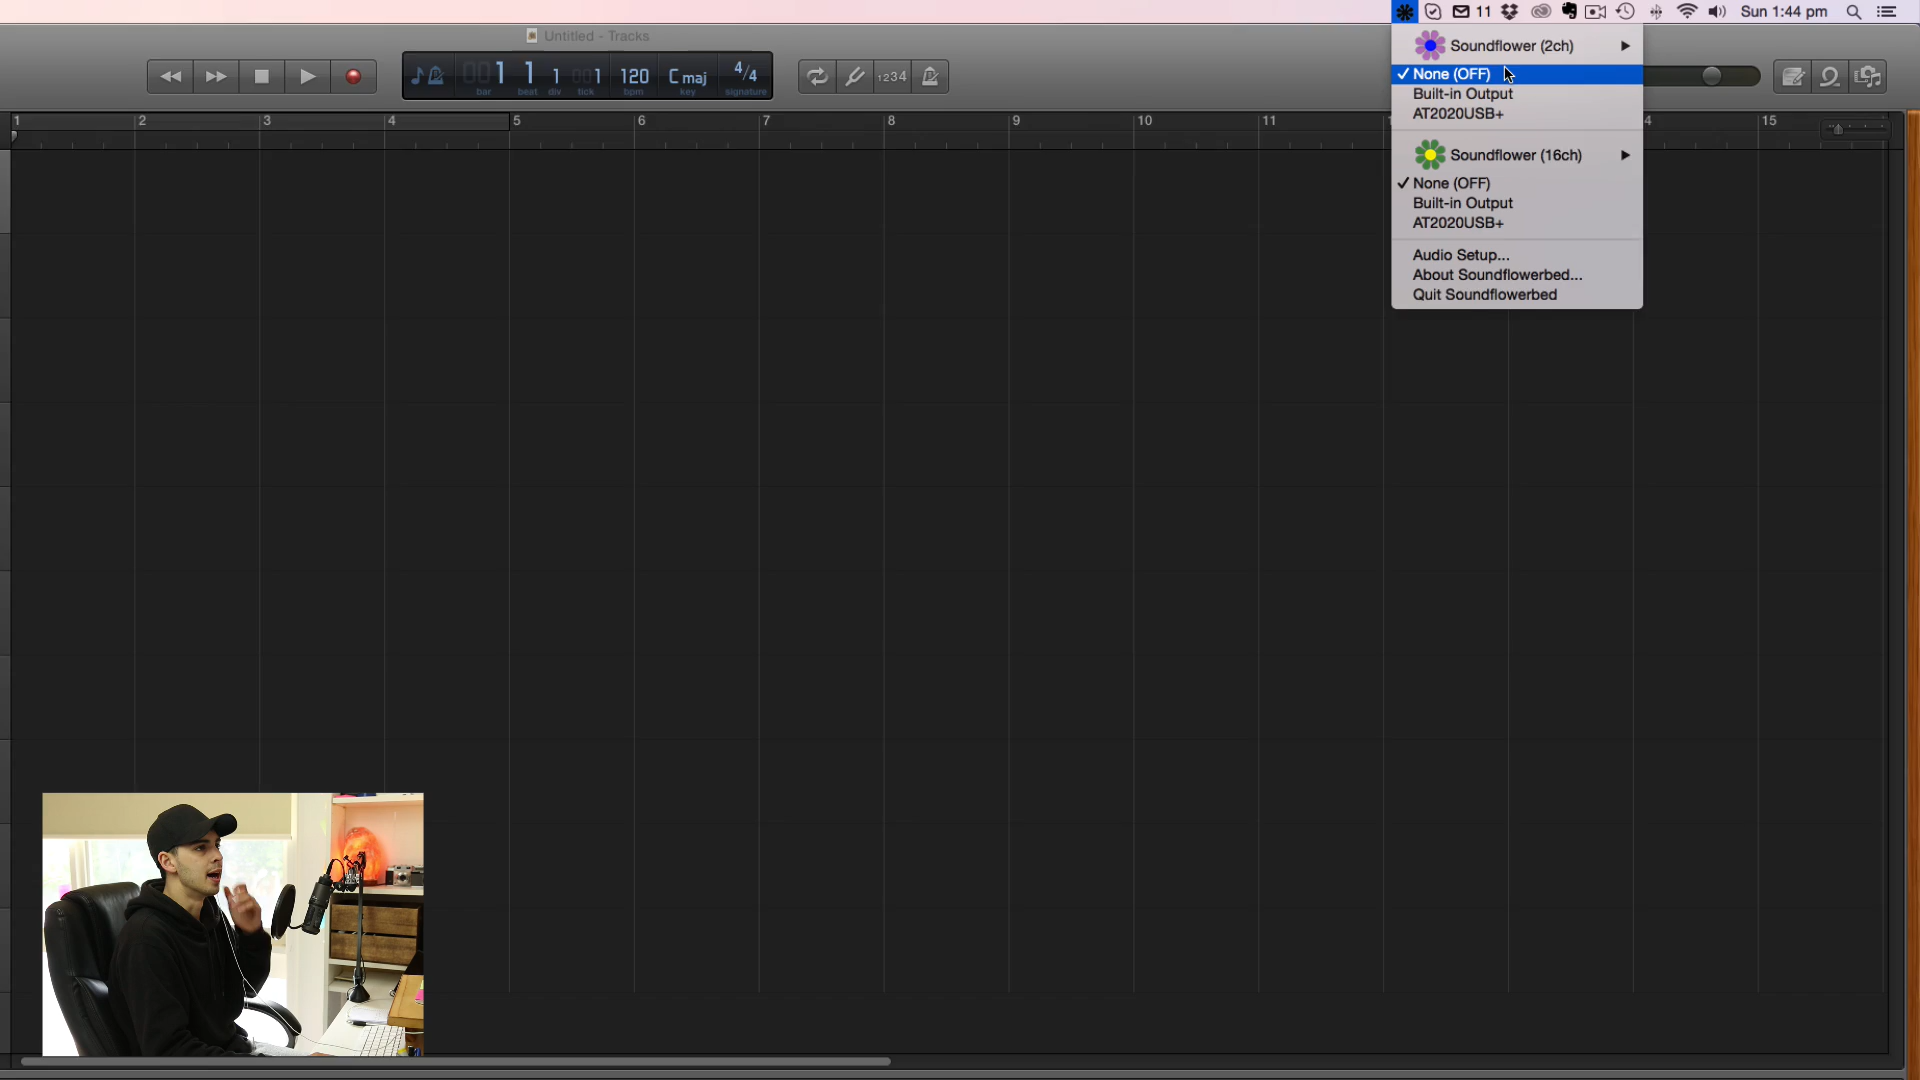 11
Sun 1:44 pm
Untitled - Tracks
Soundflower (2ch)
✓ None (OFF)
Built-in Output
AT2020USB+
Soundflower (16ch)
✓ None (OFF)
Built-in Output
AT2020USB+
Audio Setup...
About Soundflowerbed...
Quit Soundflowerbed
001 1 1 001 120 C maj 4/4
bar beat div tick bpm key signature
1234
1 2 3 4 5 6 7 8 9 10 11 1 4 15